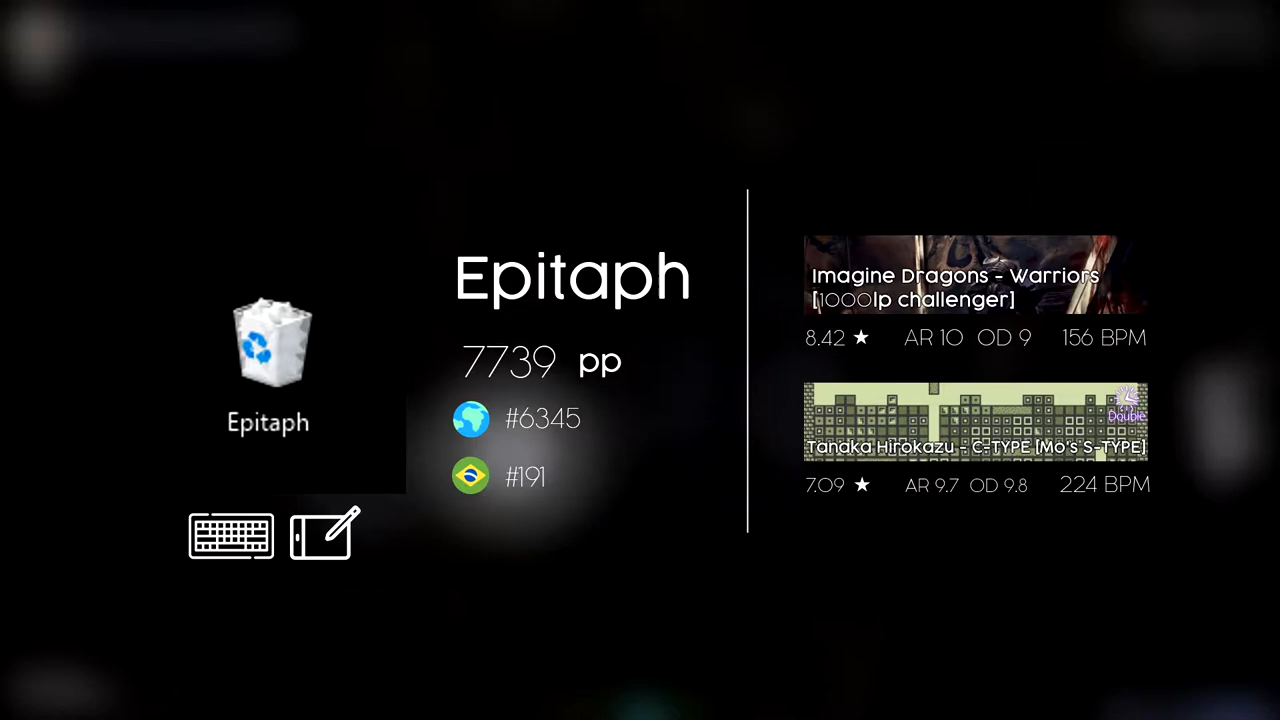 Epitaph
Epitaph
7739 pp
#6345
#191
Imagine Dragons - Warriors
[1000lp challenger]
8.42 ★ AR 10 OD 9 156 BPM
Double
Tanaka Hirokazu - C-TYPE [Mo's S-TYPE]
7.09 ★ AR 9.7 OD 9.8 224 BPM